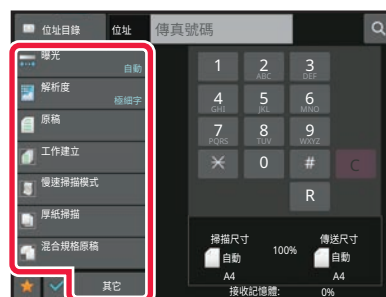 位址目錄 位址 傳真號碼
曝光
自動
解析度
極細字
原稿
工作建立
慢速掃描模式
厚紙掃描
混合規格原稿
其它
1 2 3
ABC DEF
4 5 6
GHI JKL MNO
7 8 9
PQRS TUV WXYZ
0 # C
R
掃描尺寸 傳送尺寸
自動 100% 自動
A4 A4
接收記憶體: 0%